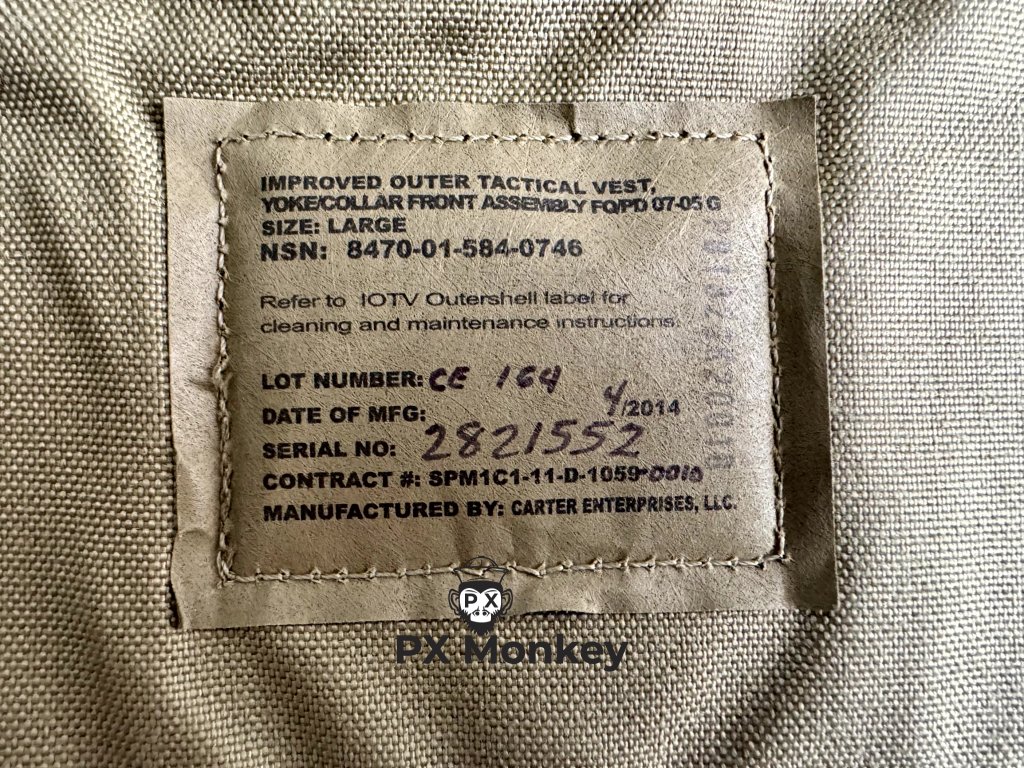 IMPROVED OUTER TACTICAL VEST,
YOKE/COLLAR FRONT ASSEMBLY FQ/PD 07-05 G
SIZE: LARGE
NSN: 8470-01-584-0746
Refer to IOTV Outershell label for
cleaning and maintenance instructions.
LOT NUMBER: CE 164
DATE OF MFG: 4/2014
SERIAL NO: 2821552
CONTRACT #: SPM1C1-11-D-1059-0010
MANUFACTURED BY: CARTER ENTERPRISES, LLC.
PX
PX Monkey